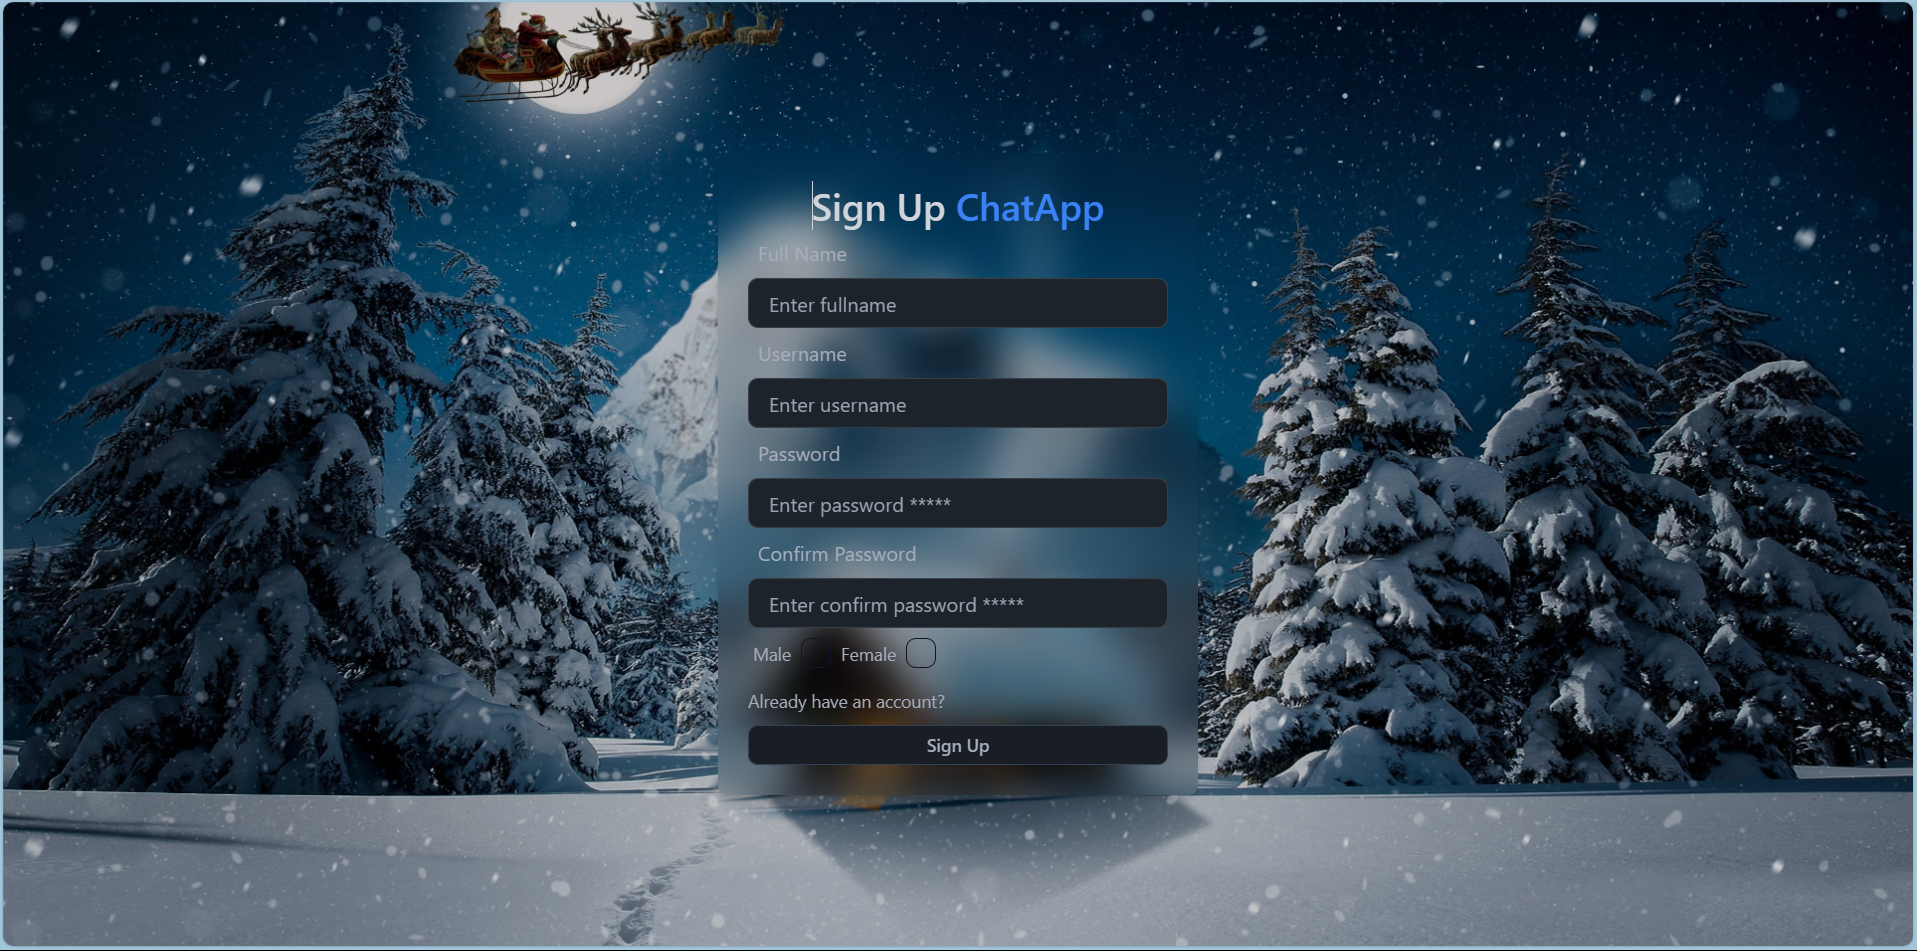 Sign Up ChatApp
Full Name
Enter fullname
Username
Enter username
Password
Enter password *****
Confirm Password
Enter confirm password *****
Male Female
Already have an account?
Sign Up